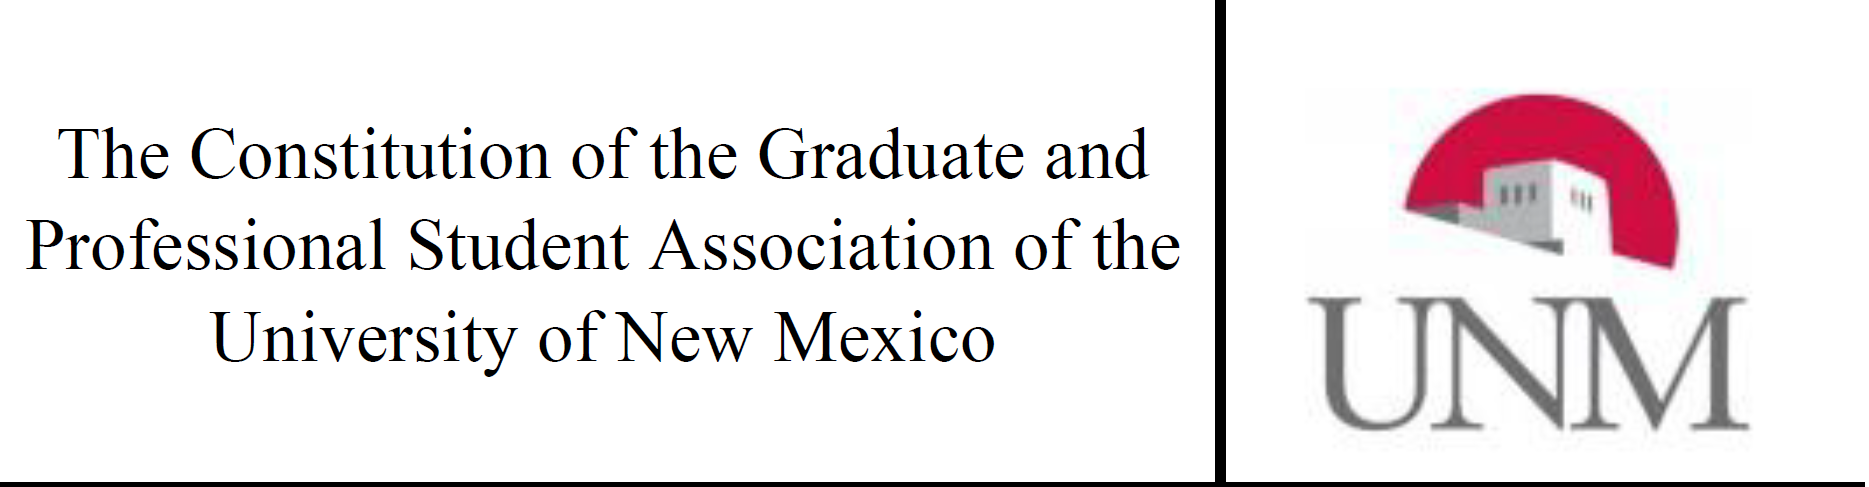 The Constitution of the Graduate and
Professional Student Association of the
University of New Mexico
UNM